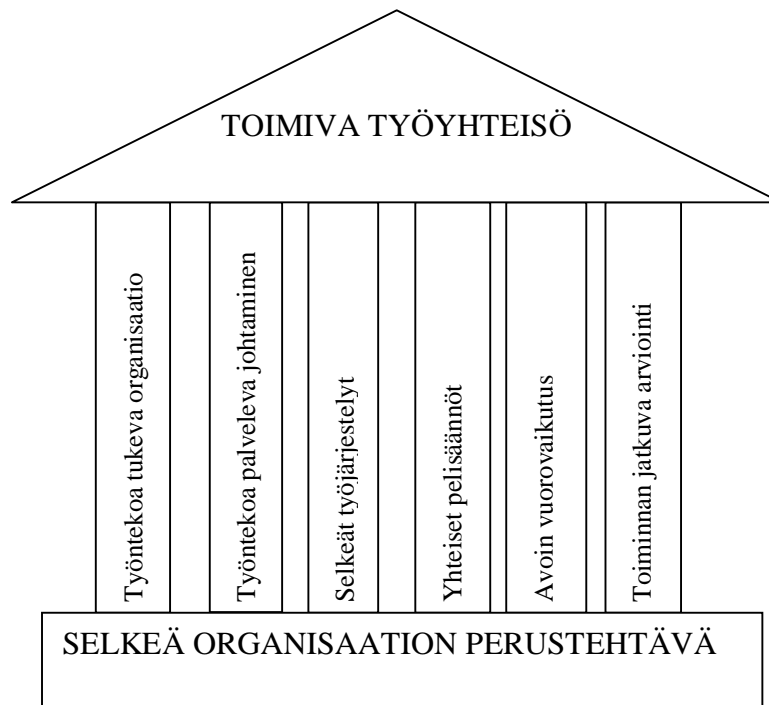 TOIMIVA TYÖYHTEISÖ
Työntekoa tukeva organisaatio
Työntekoa palveleva johtaminen
Selkeät työjärjestelyt
Yhteiset pelisäännöt
Avoin vuorovaikutus
Toiminnan jatkuva arviointi
SELKEÄ ORGANISAATION PERUSTEHTÄVÄ